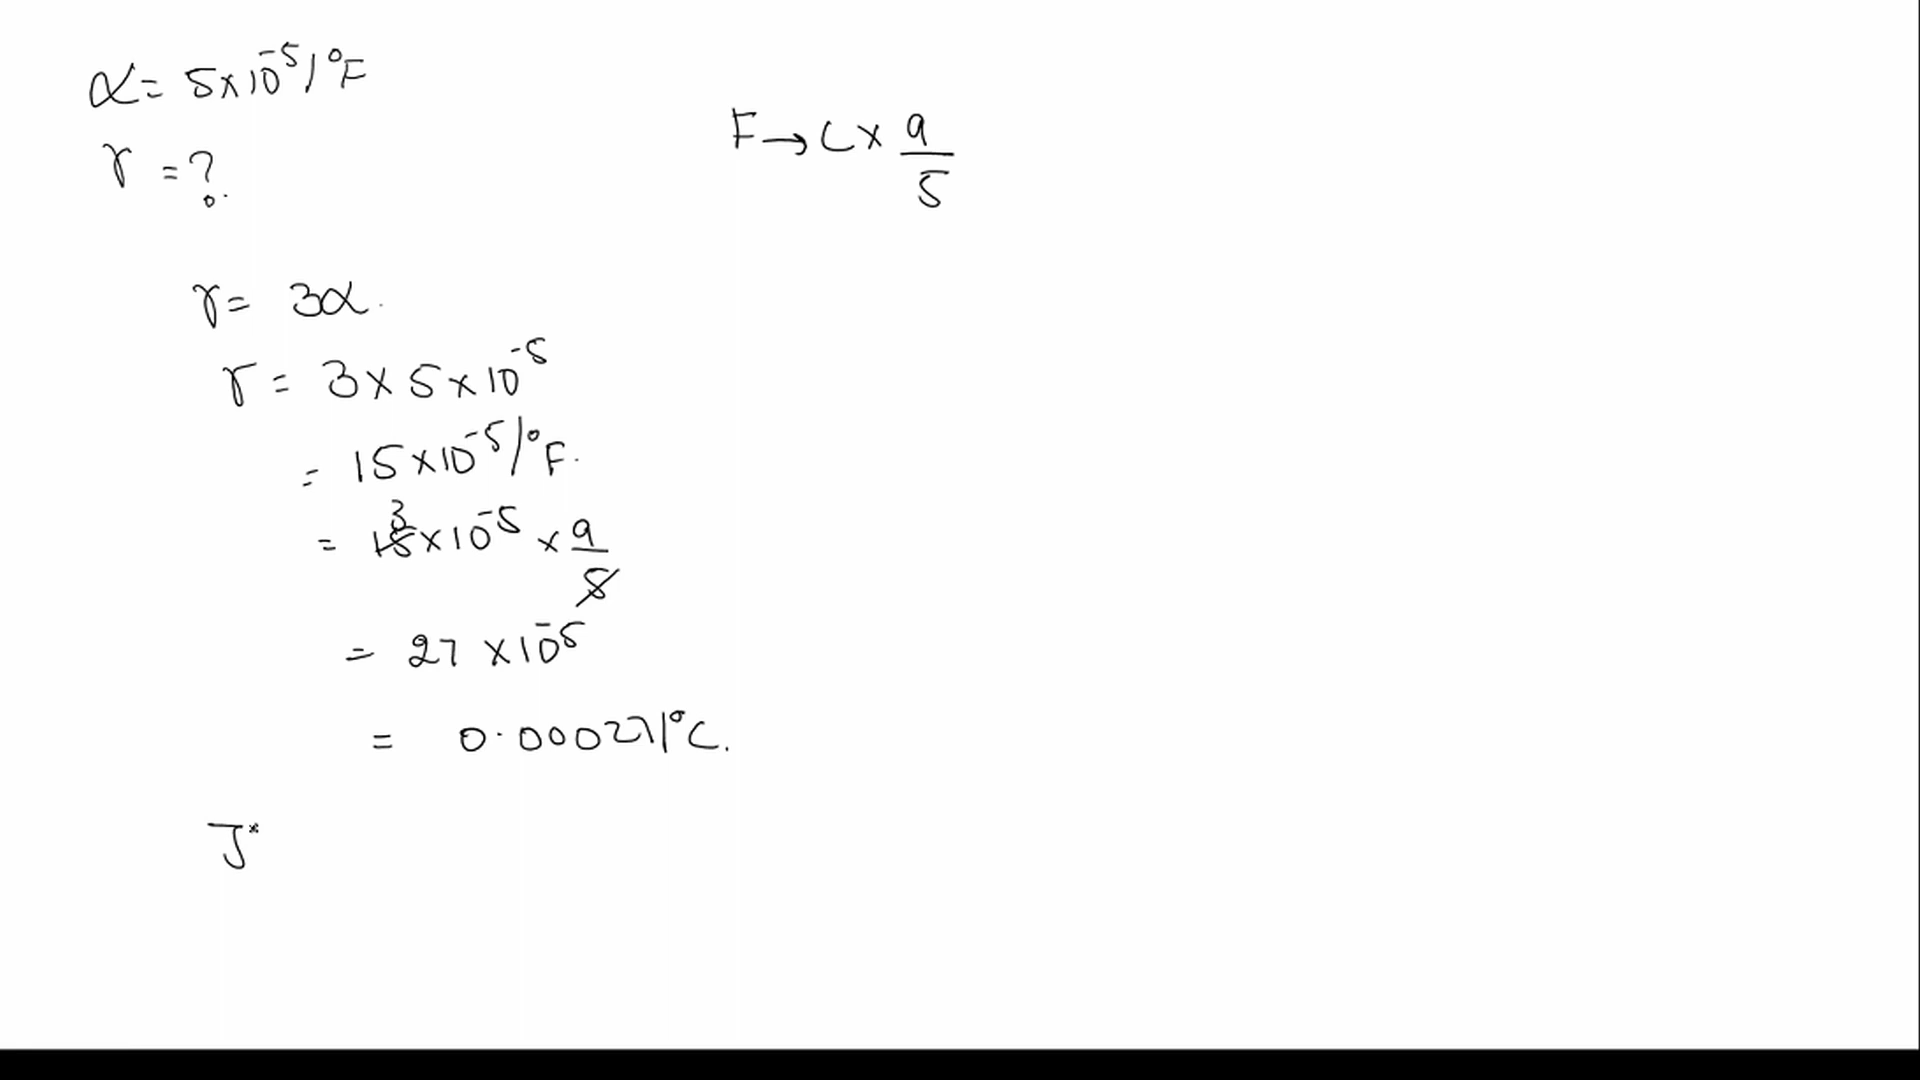 α = 5×10⁻⁵/°F
γ = ?
F → C × 9/5
γ = 3α.
γ = 3 × 5 × 10⁻⁵
= 15×10⁻⁵/°F.
3
= 15×10⁻⁵ × 9/5
= 27 ×10⁻⁵
= 0.00027/°C.
J